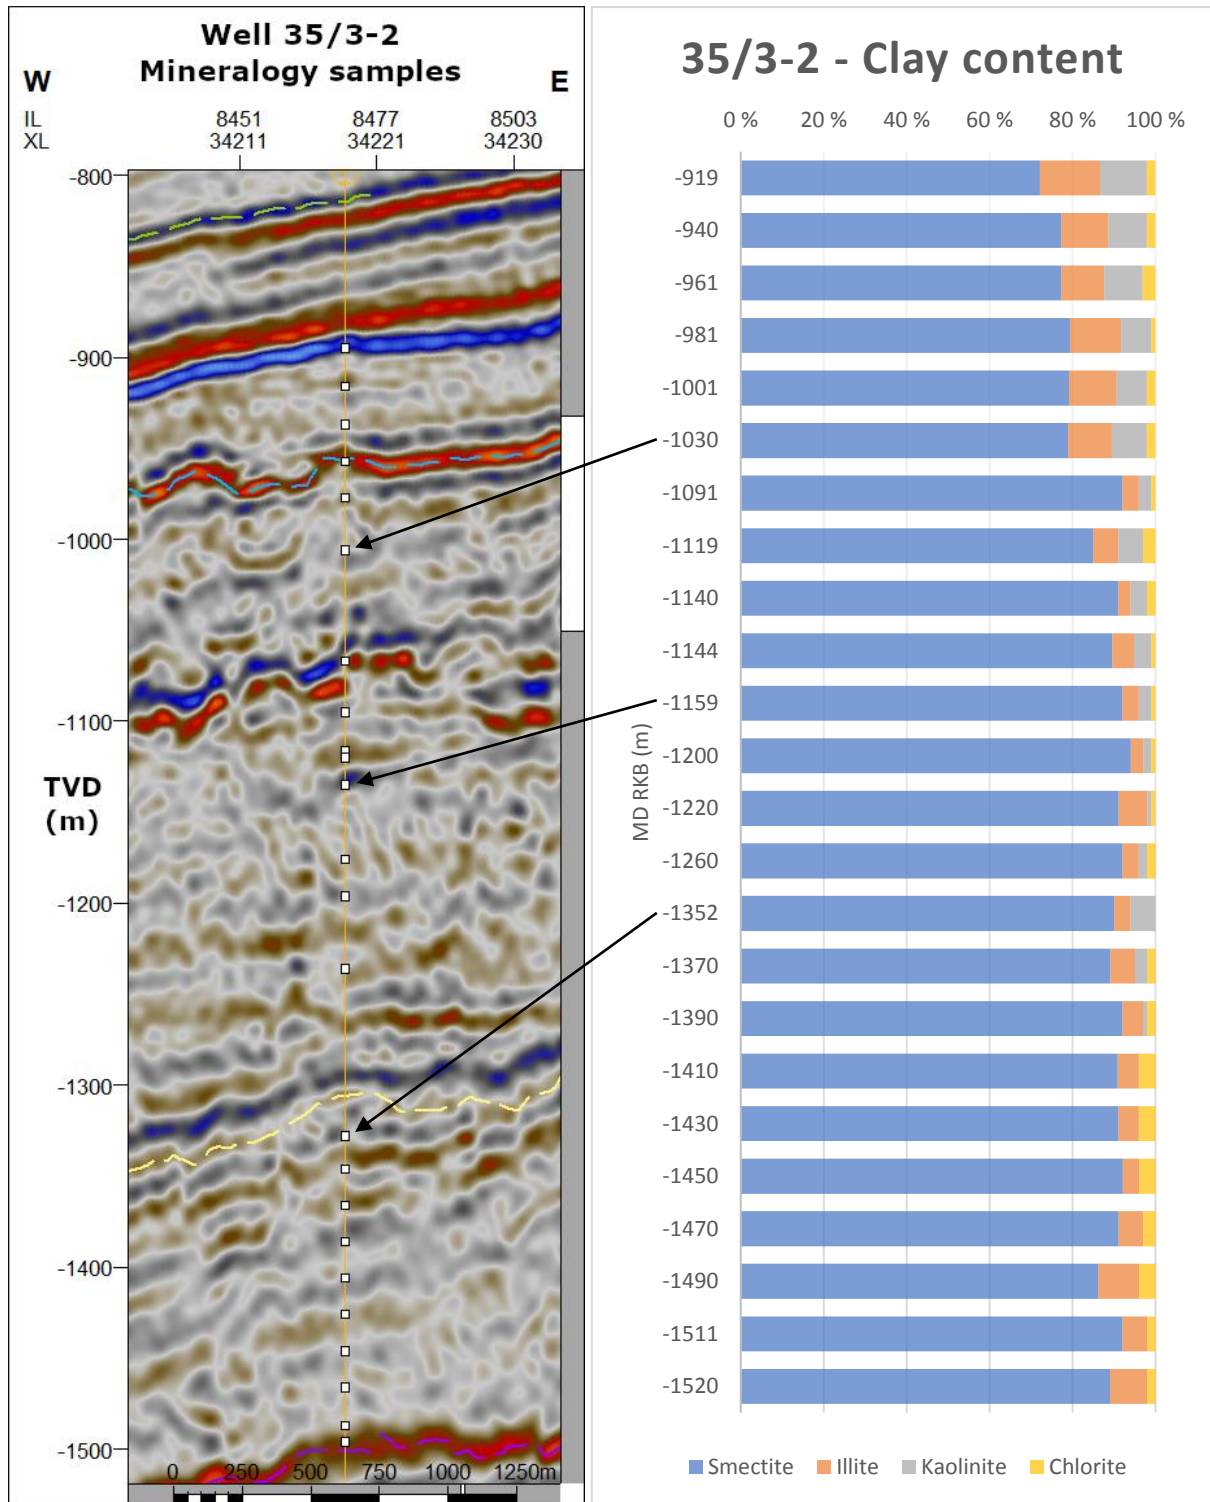 Well 35/3-2
Mineralogy samples
W E
IL 8451 8477 8503
XL 34211 34221 34230
-800
-900
-1000
-1100
TVD
(m)
-1200
-1300
-1400
-1500
0 250 500 750 1000 1250m
35/3-2 - Clay content
0 % 20 % 40 % 60 % 80 % 100 %
MD RKB (m)
-919
-940
-961
-981
-1001
-1030
-1091
-1119
-1140
-1144
-1159
-1200
-1220
-1260
-1352
-1370
-1390
-1410
-1430
-1450
-1470
-1490
-1511
-1520
Smectite Illite Kaolinite Chlorite